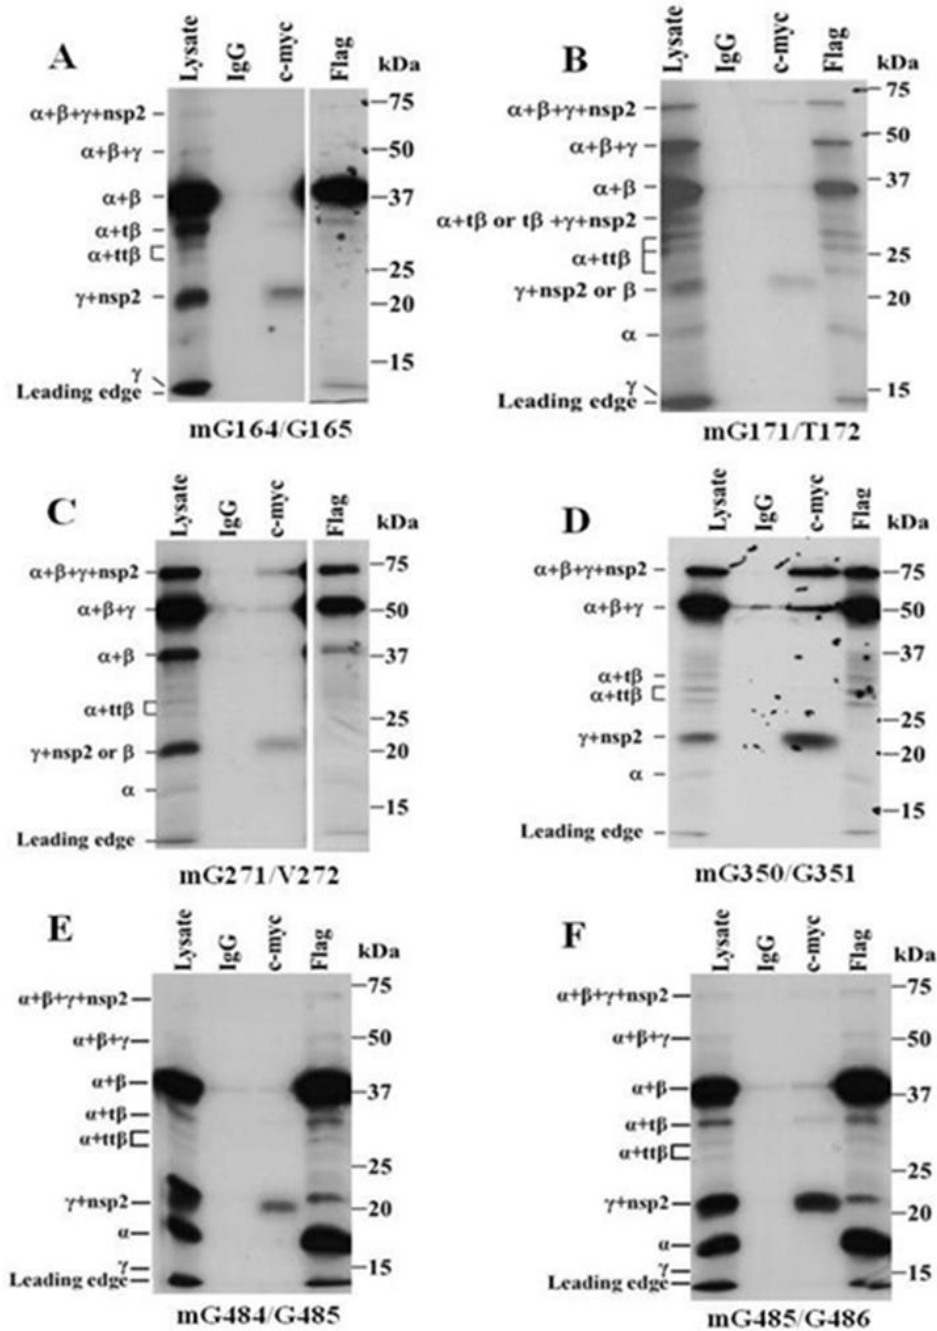 A
Lysate IgG c-myc Flag kDa
α+β+γ+nsp2 75
α+β+γ 50
α+β 37
α+tβ
α+ttβ 25
γ+nsp2 20
15
γ
Leading edge
mG164/G165
B
Lysate IgG c-myc Flag kDa
α+β+γ+nsp2 75
α+β+γ 50
α+β 37
α+tβ or tβ +γ+nsp2
α+ttβ 25
γ+nsp2 or β 20
α
γ 15
Leading edge
mG171/T172
C
Lysate IgG c-myc Flag kDa
α+β+γ+nsp2 75
α+β+γ 50
α+β 37
α+ttβ 25
γ+nsp2 or β 20
α 15
Leading edge
mG271/V272
D
Lysate IgG c-myc Flag kDa
α+β+γ+nsp2 75
α+β+γ 50
37
α+tβ
α+ttβ 25
γ+nsp2 20
α 15
Leading edge
mG350/G351
E
Lysate IgG c-myc Flag kDa
α+β+γ+nsp2 75
α+β+γ 50
α+β 37
α+tβ
α+ttβ 25
γ+nsp2 20
α
γ 15
Leading edge
mG484/G485
F
Lysate IgG c-myc Flag kDa
α+β+γ+nsp2 75
α+β+γ 50
α+β 37
α+tβ
α+ttβ 25
γ+nsp2 20
α
γ 15
Leading edge
mG485/G486